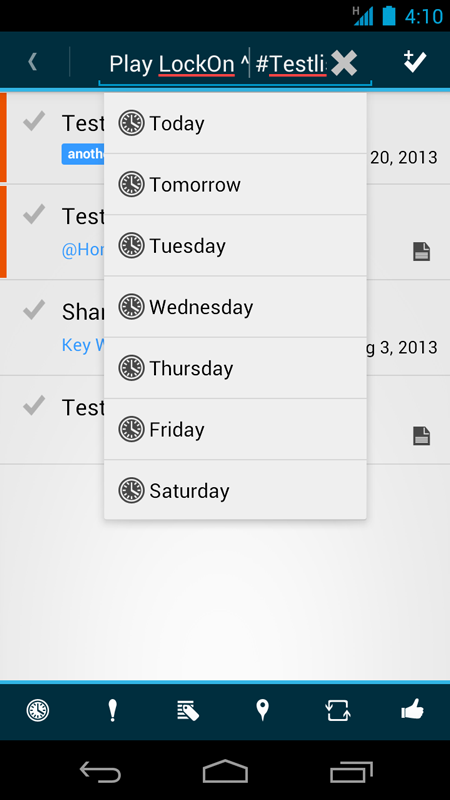 H 4:10
Play LockOn ^ #Testli
Test
anothe
20, 2013
Test
@Hor
Shar
Key W
g 3, 2013
Test
Today
Tomorrow
Tuesday
Wednesday
Thursday
Friday
Saturday